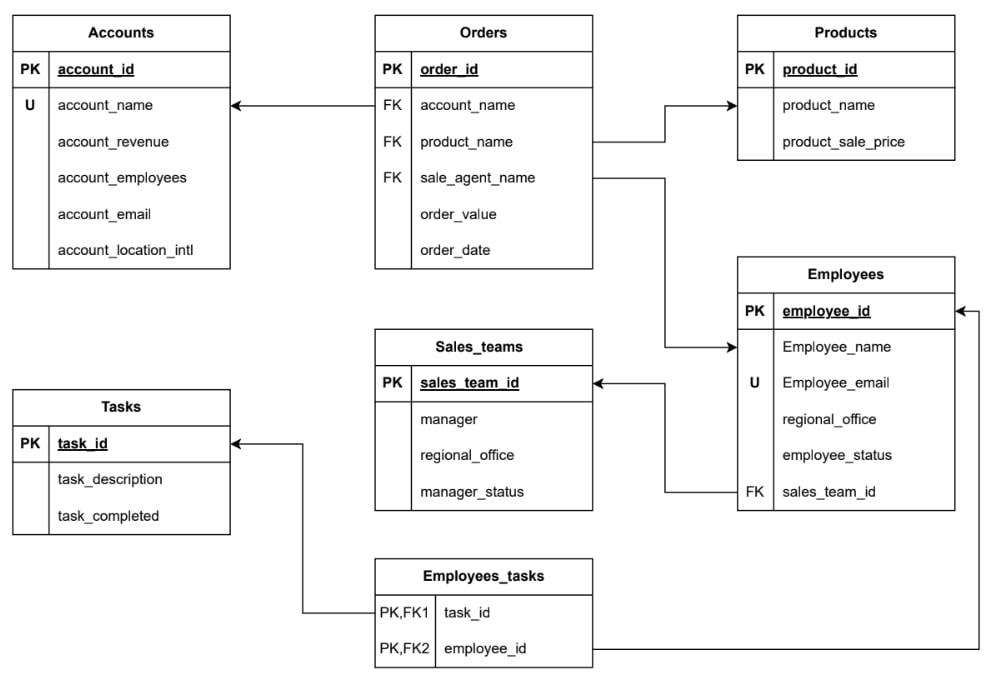 Accounts
PK account_id
U account_name
account_revenue
account_employees
account_email
account_location_intl
Orders
PK order_id
FK account_name
FK product_name
FK sale_agent_name
order_value
order_date
Products
PK product_id
product_name
product_sale_price
Employees
PK employee_id
Employee_name
U Employee_email
regional_office
employee_status
FK sales_team_id
Sales_teams
PK sales_team_id
manager
regional_office
manager_status
Tasks
PK task_id
task_description
task_completed
Employees_tasks
PK,FK1 task_id
PK,FK2 employee_id